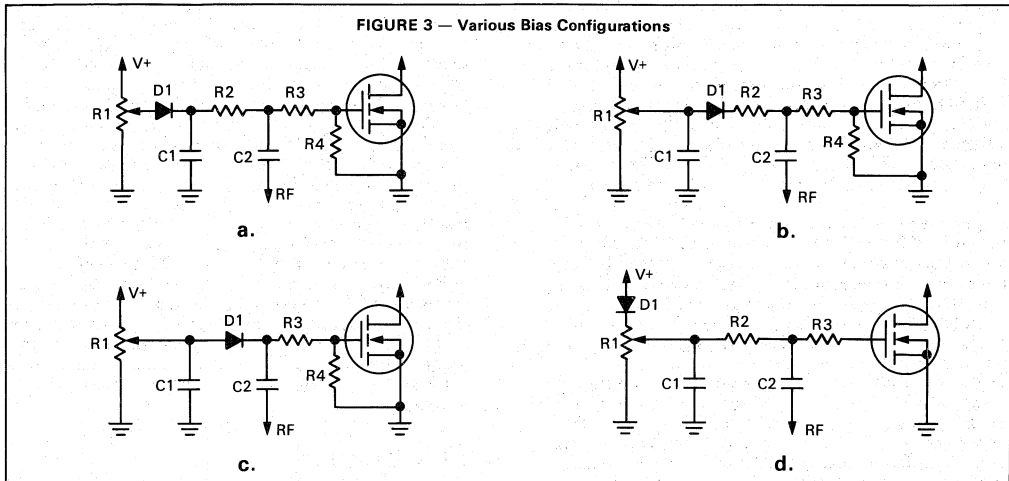 FIGURE 3 — Various Bias Configurations
V+
D1
R2
R3
R1
R4
C1
C2
RF
a.
V+
D1
R2
R3
R1
R4
C1
C2
RF
b.
V+
D1
R3
R1
R4
C1
C2
RF
c.
V+
D1
R2
R3
R1
C1
C2
RF
d.